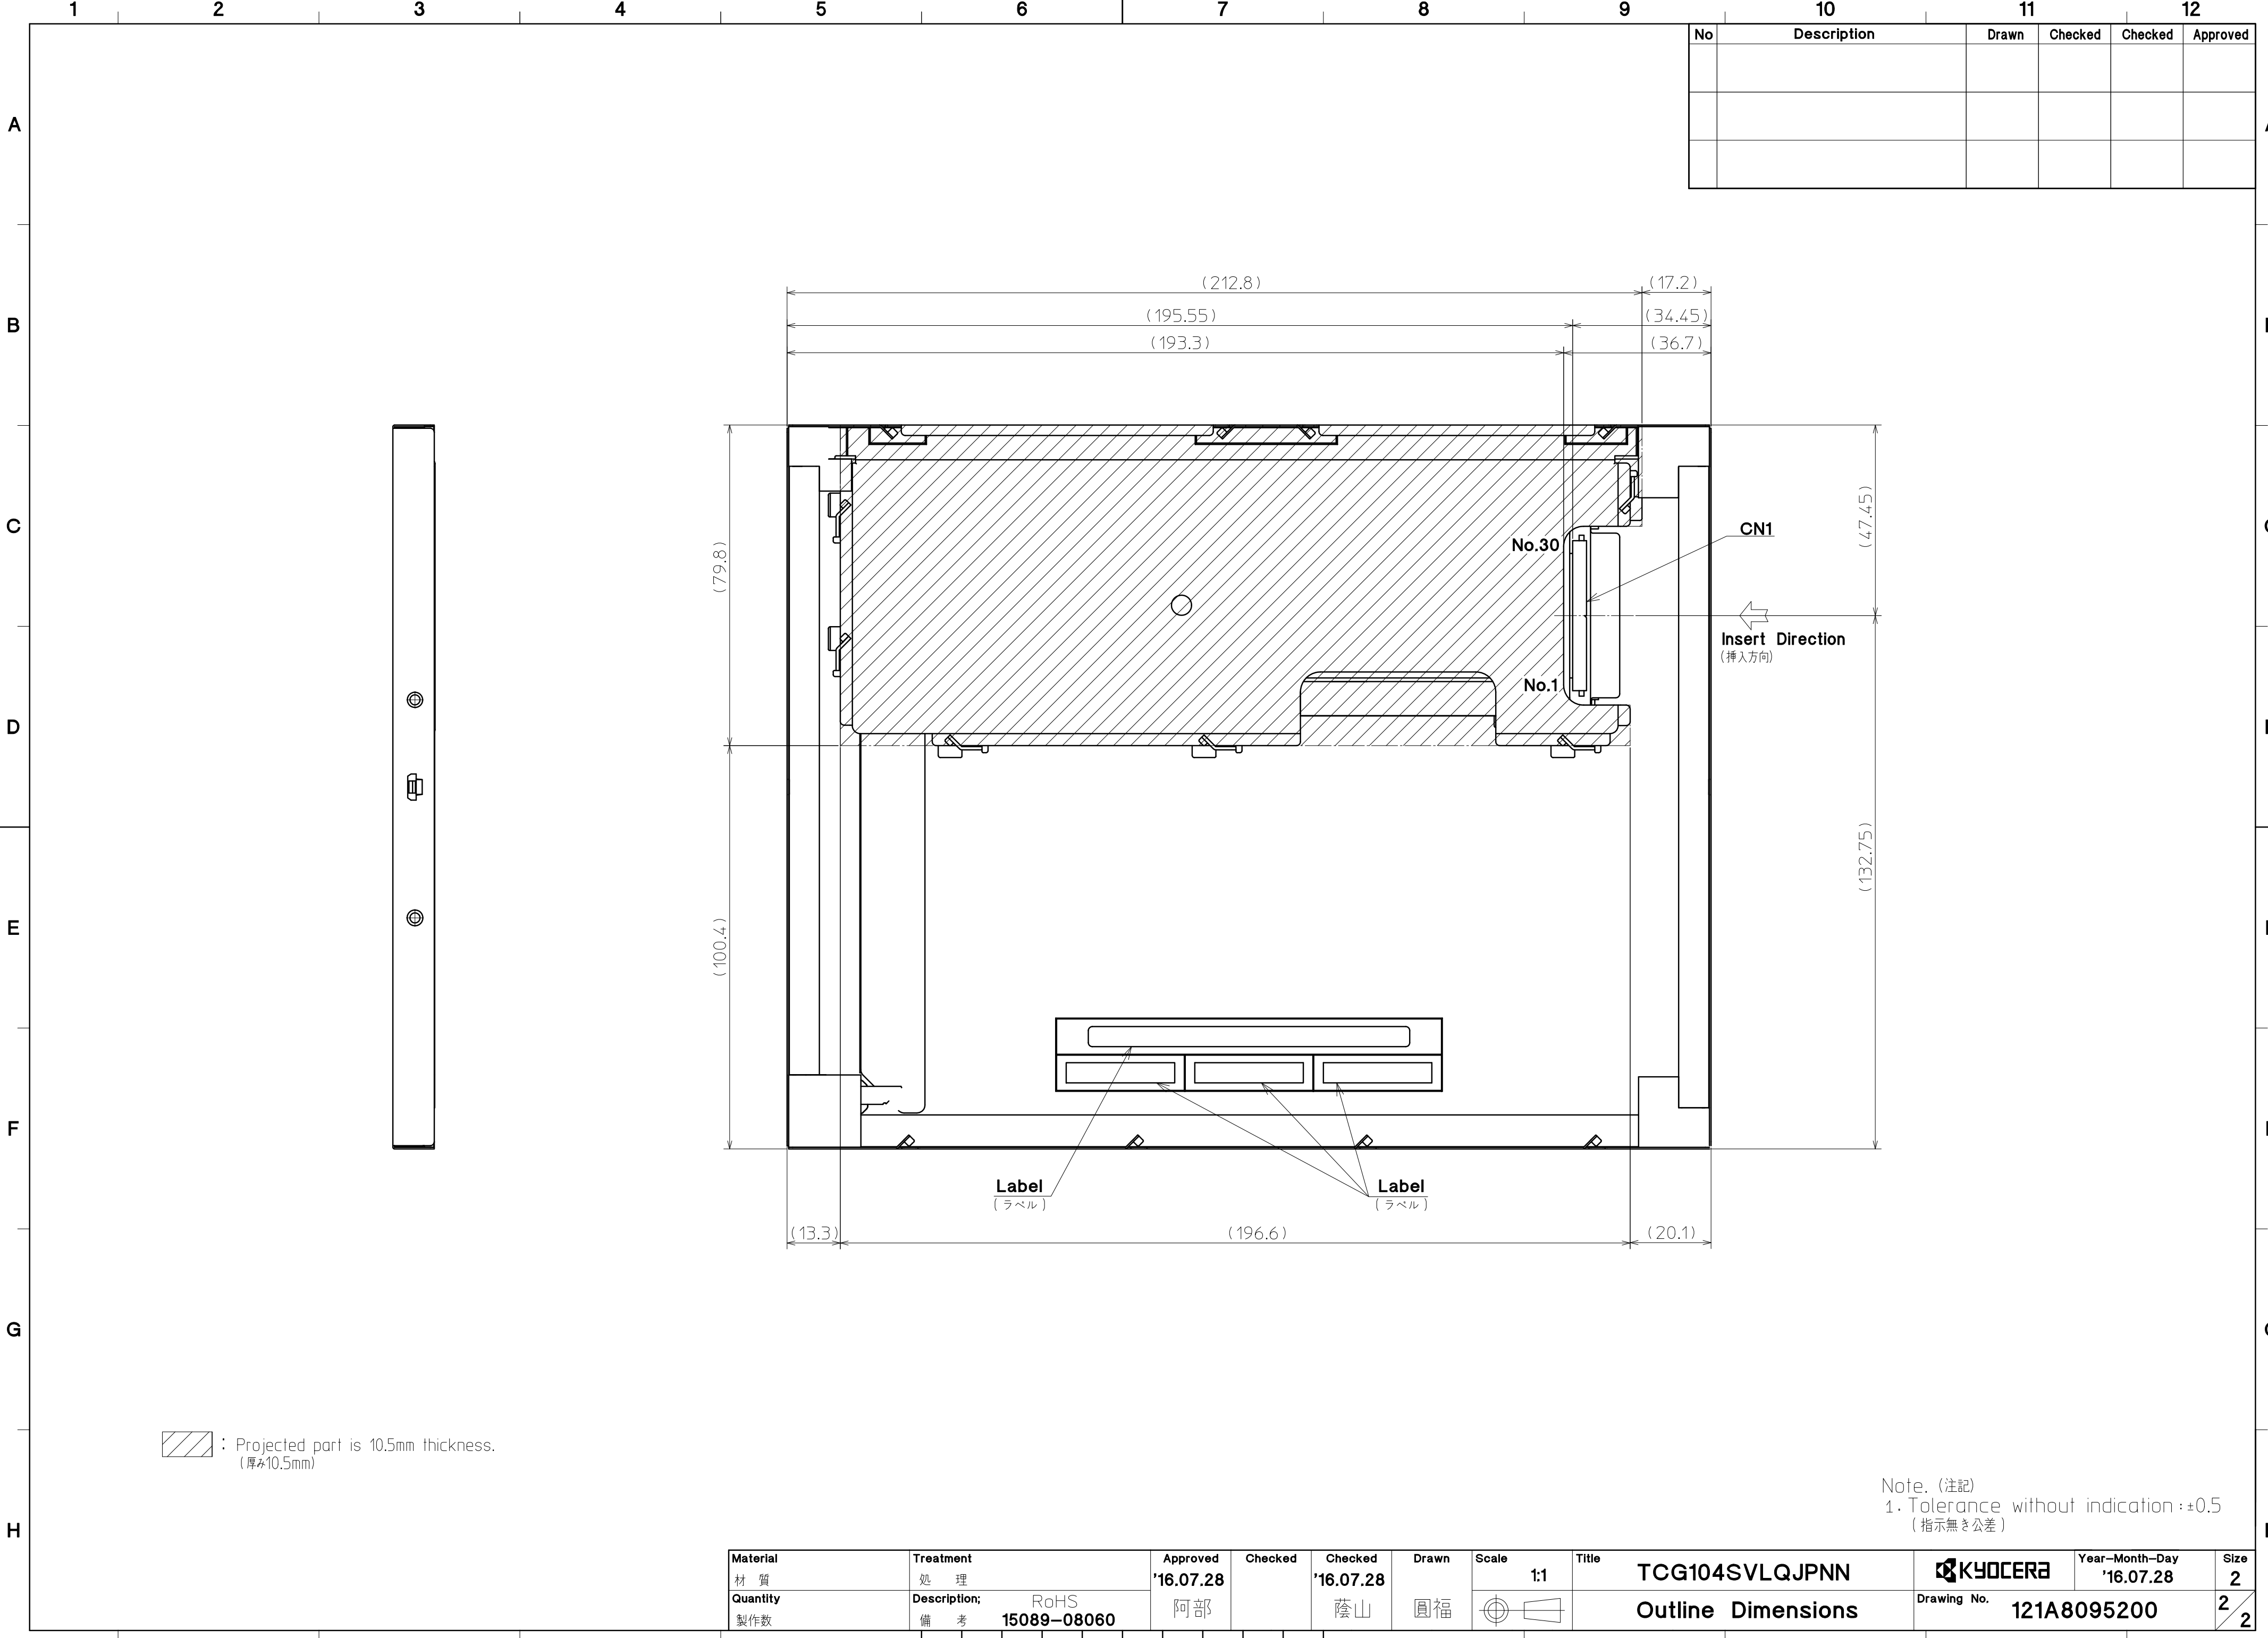 1 2 3 4 5 6 7 8 9 10 11 12
No Description Drawn Checked Checked Approved
A
B
C
D
E
F
G
H
(212.8) (17.2)
(195.55) (34.45)
(193.3) (36.7)
(79.8)
(100.4)
(47.45)
(132.75)
No.30
CN1
No.1
Insert Direction
(挿入方向)
Label
(ラベル)
Label
(ラベル)
(13.3) (196.6) (20.1)
: Projected part is 10.5mm thickness.
(厚み10.5mm)
Note. (注記)
1. Tolerance without indication : ±0.5
(指示無き公差)
Material
材 質
Treatment
処 理
Quantity
製作数
Description;
備 考
RoHS
15089-08060
Approved
'16.07.28
阿部
Checked
Checked
'16.07.28
蔭山
Drawn
圓福
Scale
1:1
Title
TCG104SVLQJPNN
Outline Dimensions
KYOCERA
Year-Month-Day
'16.07.28
Size
2
Drawing No.
121A8095200
2/2